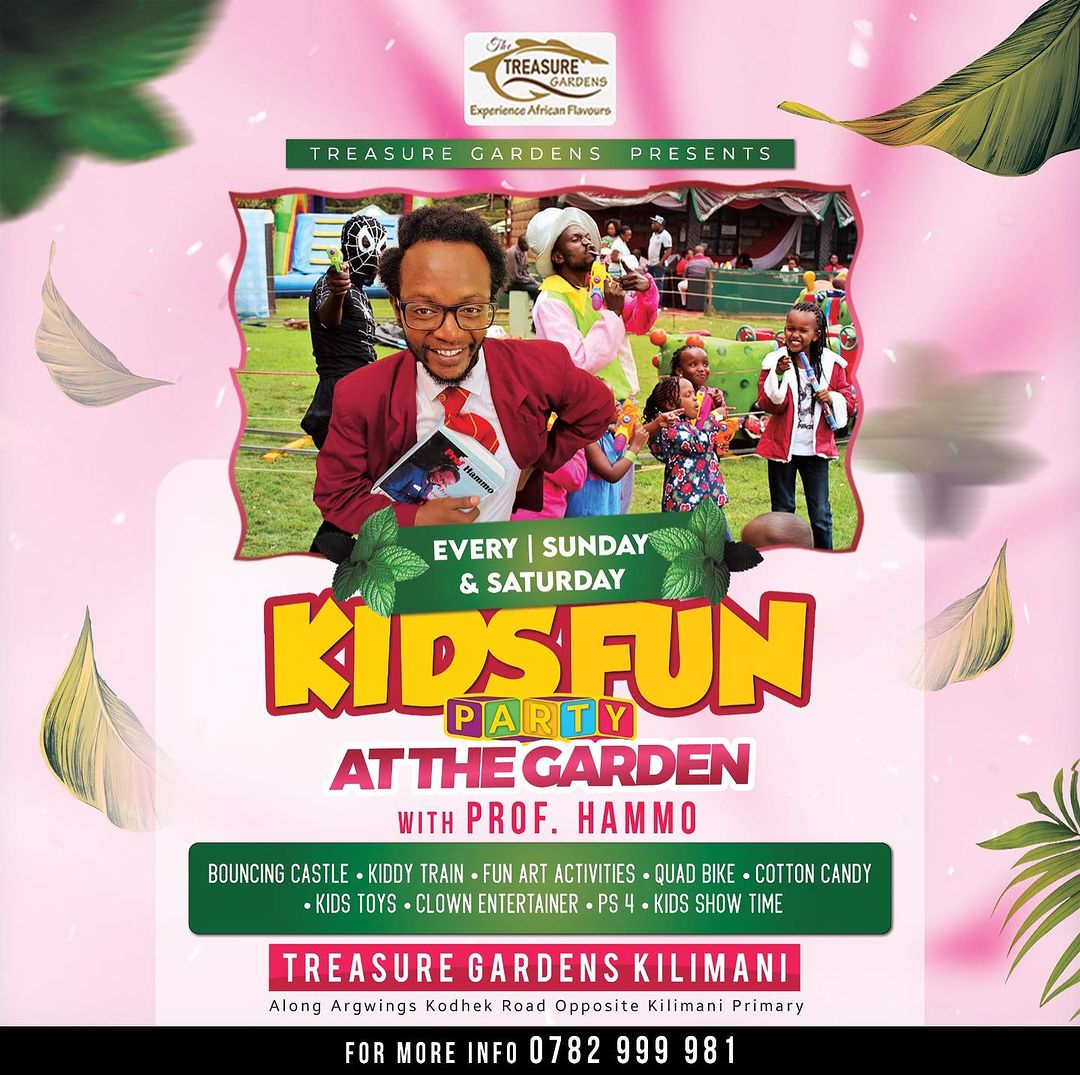 The
TREASURE
GARDENS
Experience African Flavours
TREASURE GARDENS PRESENTS
Hammo
EVERY | SUNDAY
& SATURDAY
KIDS FUN
PARTY
AT THE GARDEN
WITH PROF. HAMMO
BOUNCING CASTLE • KIDDY TRAIN • FUN ART ACTIVITIES • QUAD BIKE • COTTON CANDY
• KIDS TOYS • CLOWN ENTERTAINER • PS 4 • KIDS SHOW TIME
TREASURE GARDENS KILIMANI
Along Argwings Kodhek Road Opposite Kilimani Primary
FOR MORE INFO 0782 999 981